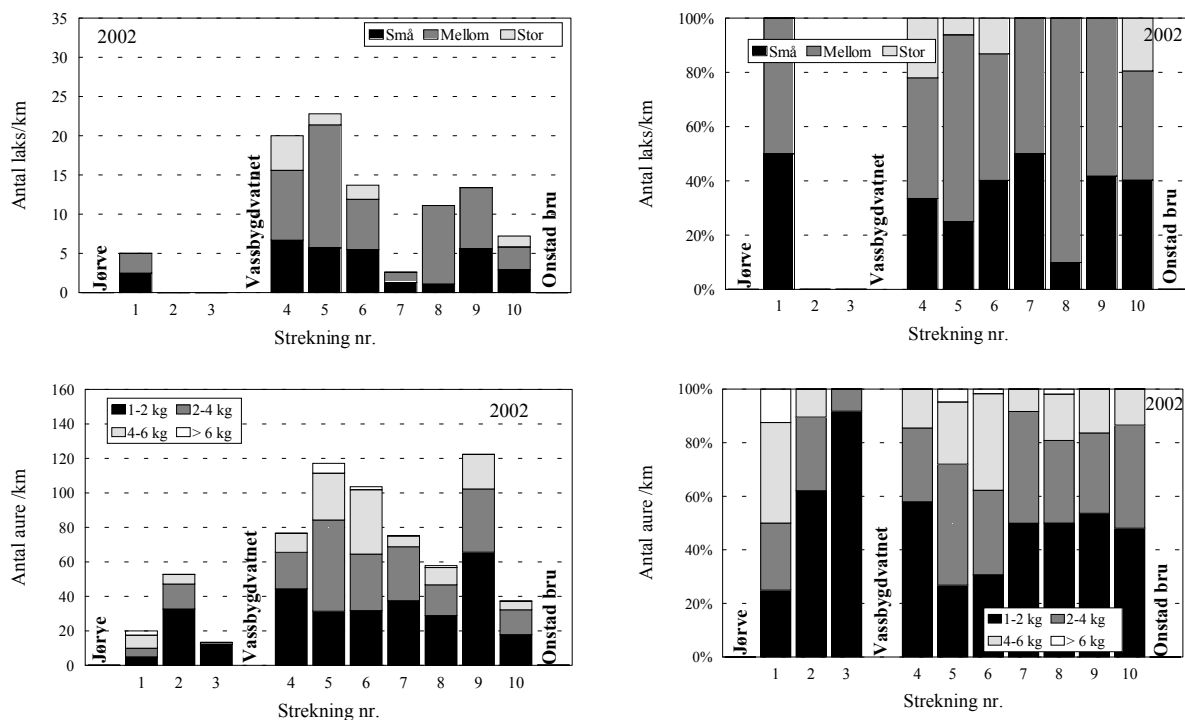 2002
Små Mellom Stor
35
30
25
20
15
10
5
0
Antal laks/km
Jørve
Vassbygdvatnet
Onstad bru
1 2 3 4 5 6 7 8 9 10
Strekning nr.
2002
Små Mellom Stor
100%
80%
60%
40%
20%
0%
Antal laks/km
Jørve
Vassbygdvatnet
Onstad bru
1 2 3 4 5 6 7 8 9 10
Strekning nr.
2002
1-2 kg 2-4 kg
4-6 kg > 6 kg
160
140
120
100
80
60
40
20
0
Antal aure /km
Jørve
Vassbygdvatnet
Onstad bru
1 2 3 4 5 6 7 8 9 10
Strekning nr.
2002
100%
80%
60%
40%
20%
0%
Antal aure /km
Jørve
Vassbygdvatnet
Onstad bru
1-2 kg 2-4 kg
4-6 kg > 6 kg
1 2 3 4 5 6 7 8 9 10
Strekning nr.